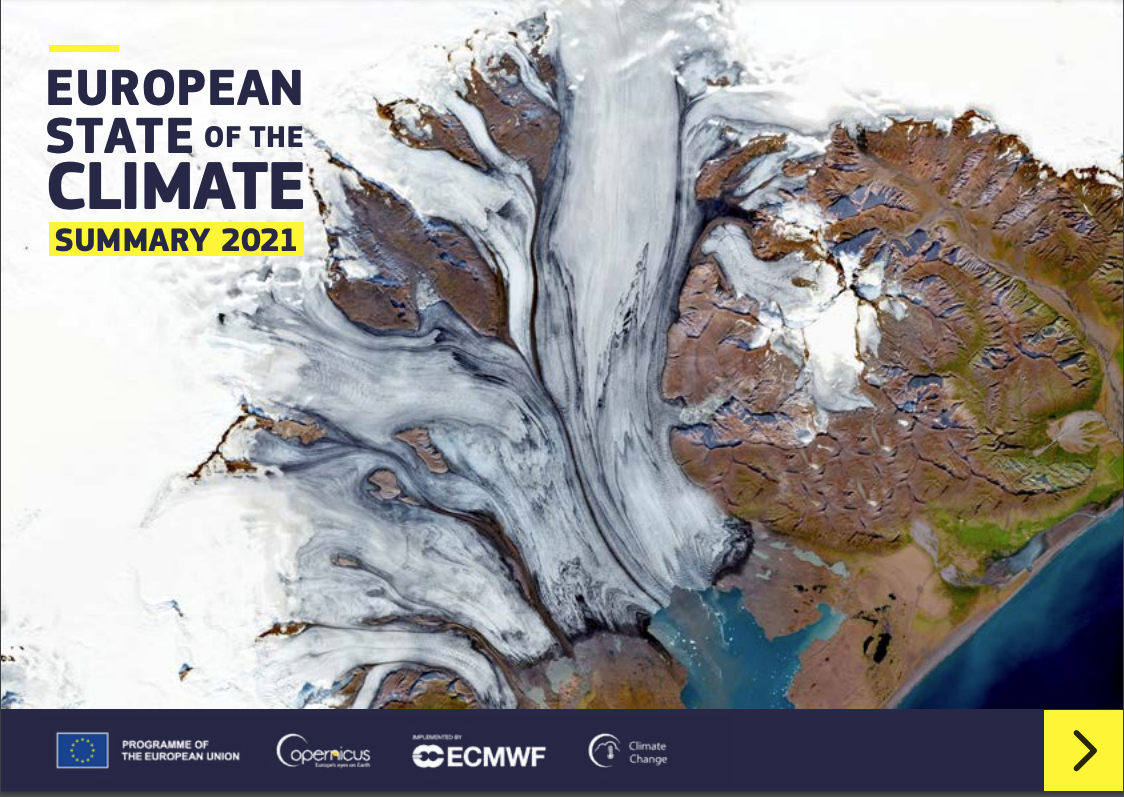 EUROPEAN
STATE OF THE
CLIMATE
SUMMARY 2021
PROGRAMME OF
THE EUROPEAN UNION
Copernicus
Europe's eyes on Earth
IMPLEMENTED BY
ECMWF
Climate
Change